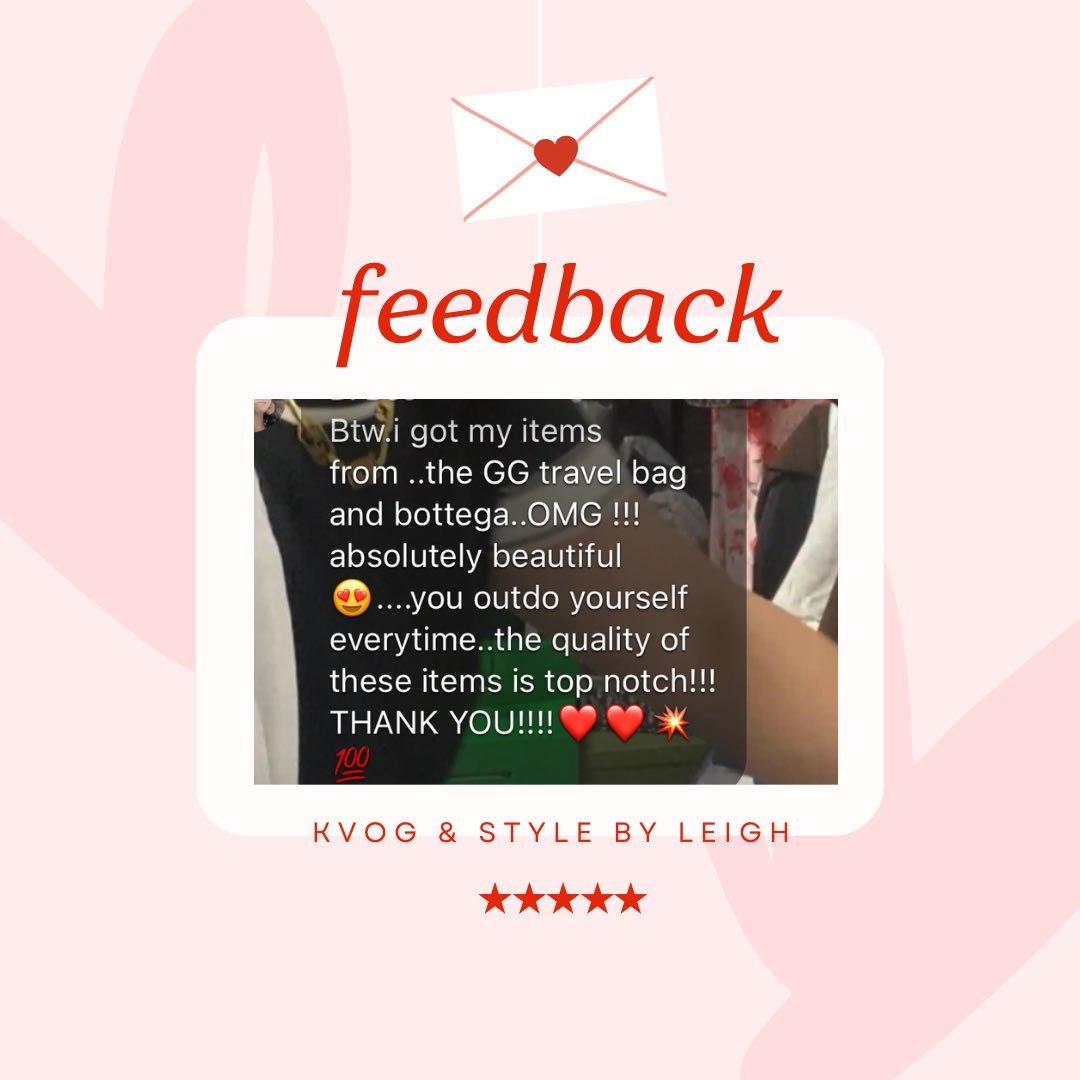 feedback
Btw.i got my items
from ..the GG travel bag
and bottega..OMG !!!
absolutely beautiful
😍....you outdo yourself
everytime..the quality of
these items is top notch!!!
THANK YOU!!!!❤️❤️💥
💯
KVOG & STYLE BY LEIGH
★★★★★